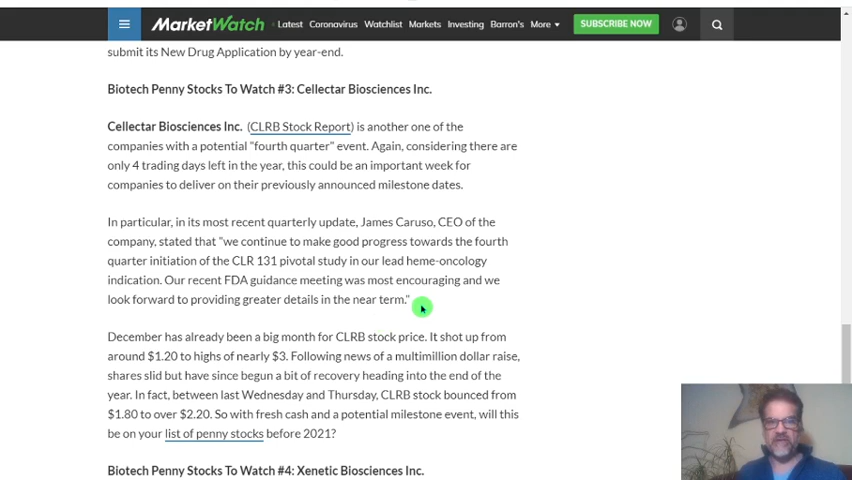 MarketWatch Latest Coronavirus Watchlist Markets Investing Barron's More SUBSCRIBE NOW
submit its New Drug Application by year-end.
Biotech Penny Stocks To Watch #3: Cellectar Biosciences Inc.
Cellectar Biosciences Inc. (CLRB Stock Report) is another one of the
companies with a potential "fourth quarter" event. Again, considering there are
only 4 trading days left in the year, this could be an important week for
companies to deliver on their previously announced milestone dates.
In particular, in its most recent quarterly update, James Caruso, CEO of the
company, stated that "we continue to make good progress towards the fourth
quarter initiation of the CLR 131 pivotal study in our lead heme-oncology
indication. Our recent FDA guidance meeting was most encouraging and we
look forward to providing greater details in the near term."
December has already been a big month for CLRB stock price. It shot up from
around $1.20 to highs of nearly $3. Following news of a multimillion dollar raise,
shares slid but have since begun a bit of recovery heading into the end of the
year. In fact, between last Wednesday and Thursday, CLRB stock bounced from
$1.80 to over $2.20. So with fresh cash and a potential milestone event, will this
be on your list of penny stocks before 2021?
Biotech Penny Stocks To Watch #4: Xenetic Biosciences Inc.